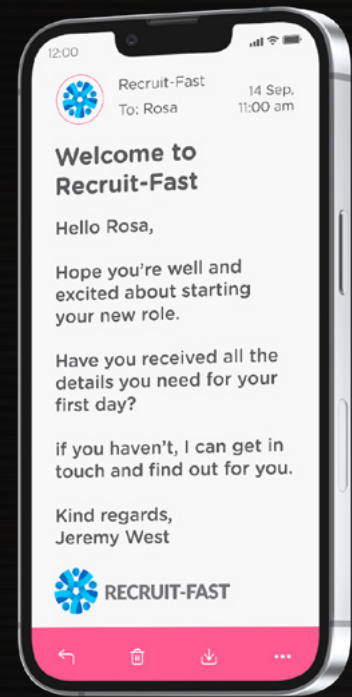 12:00
Recruit-Fast
To: Rosa
14 Sep,
11:00 am
Welcome to
Recruit-Fast
Hello Rosa,
Hope you're well and
excited about starting
your new role.
Have you received all the
details you need for your
first day?
if you haven't, I can get in
touch and find out for you.
Kind regards,
Jeremy West
RECRUIT-FAST